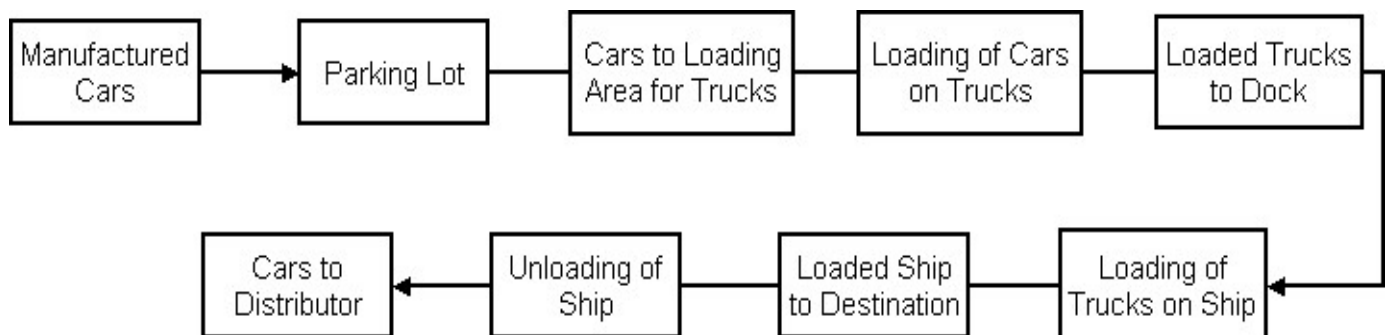 Manufactured
Cars
Parking Lot
Cars to Loading
Area for Trucks
Loading of Cars
on Trucks
Loaded Trucks
to Dock
Cars to
Distributor
Unloading of
Ship
Loaded Ship
to Destination
Loading of
Trucks on Ship